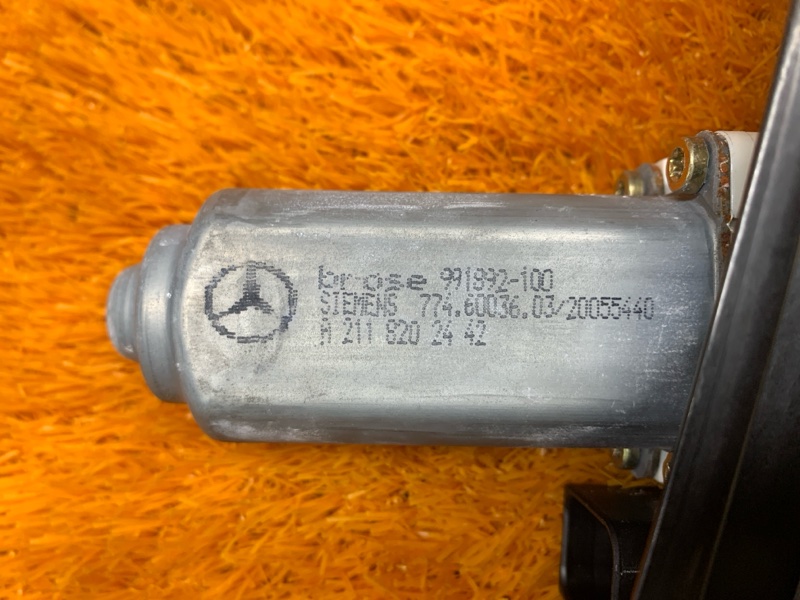 brose 991992-100
SIEMENS 774.60036.03/20055440
A 211 820 24 42